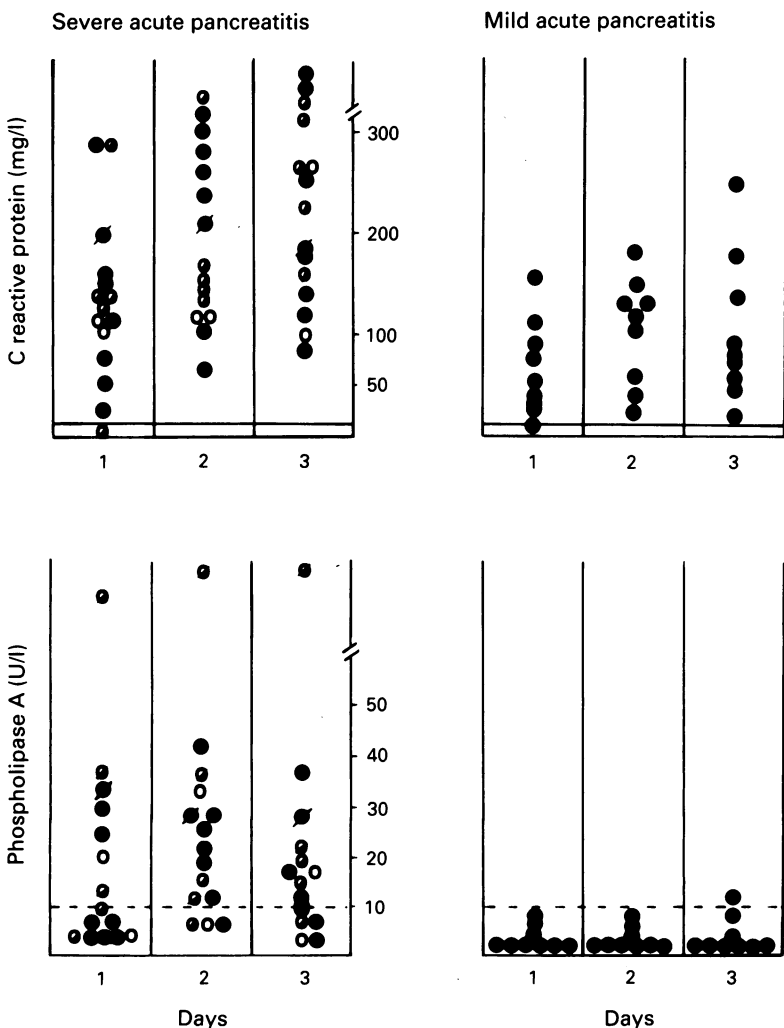 Severe acute pancreatitis
Mild acute pancreatitis
C reactive protein (mg/l)
300
200
100
50
1 2 3
1 2 3
Phospholipase A (U/l)
50
40
30
20
10
1 2 3
1 2 3
Days
Days